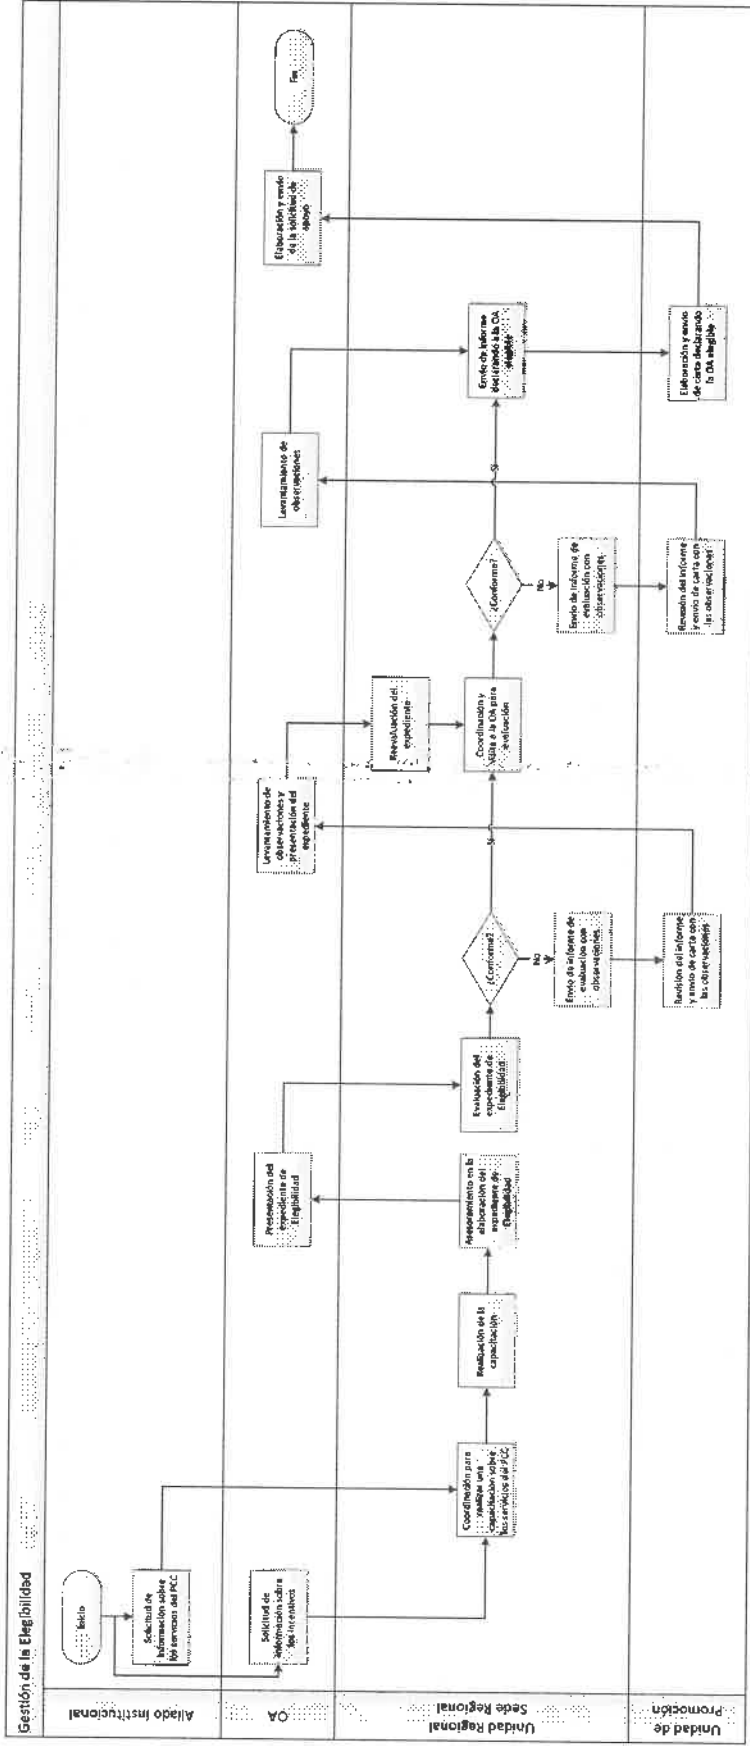 Gestión de la Elegibilidad
Aliado Institucional
Inicio
Solicitud de
Información sobre
los servicios del PCC
OA
Solicitud de
información sobre
los incentivos
Presentación del
expediente de
Elegibilidad
Levantamiento de
observaciones y
presentación del
expediente
Levantamiento de
observaciones
Elaboración y envío
de la solicitud de
apoyo
Fin
Unidad Regional
Sede Regional
Coordinación para
realizar una
capacitación sobre
los servicios del PCC
Realización de la
capacitación
Asesoramiento en la
elaboración del
expediente de
Elegibilidad
Evaluación del
expediente de
Elegibilidad
¿Conforme?
Si
No
Envío de informe de
evaluación con
observaciones
Reevaluación del
expediente
Coordinación y
visita a la OA para
evaluación
¿Conforme?
Si
No
Envío de informe de
evaluación con
observaciones
Envío de informe
declarando a la OA
Unidad de
Promoción
Revisión del informe
y envío de carta con
las observaciones
Revisión del informe
y envío de carta con
las observaciones
Elaboración y envío
de carta declarando
la OA elegible